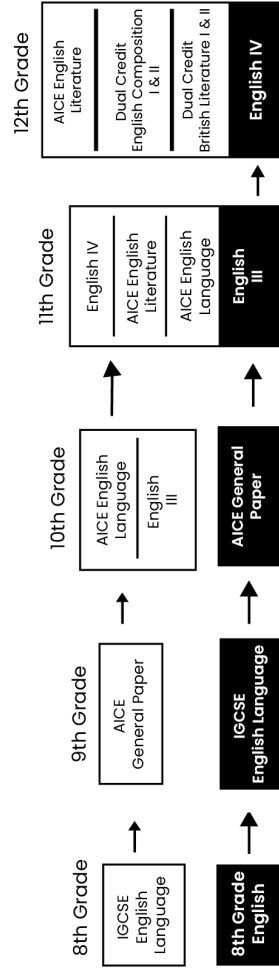 8th Grade
IGCSE
English
Language
8th Grade
English
9th Grade
AICE
General Paper
IGCSE
English Language
10th Grade
AICE English
Language
English
III
AICE General
Paper
11th Grade
English IV
AICE English
Literature
AICE English
Language
English
III
12th Grade
AICE English
Literature
Dual Credit
English Composition
I & II
Dual Credit
British Literature I & II
English IV